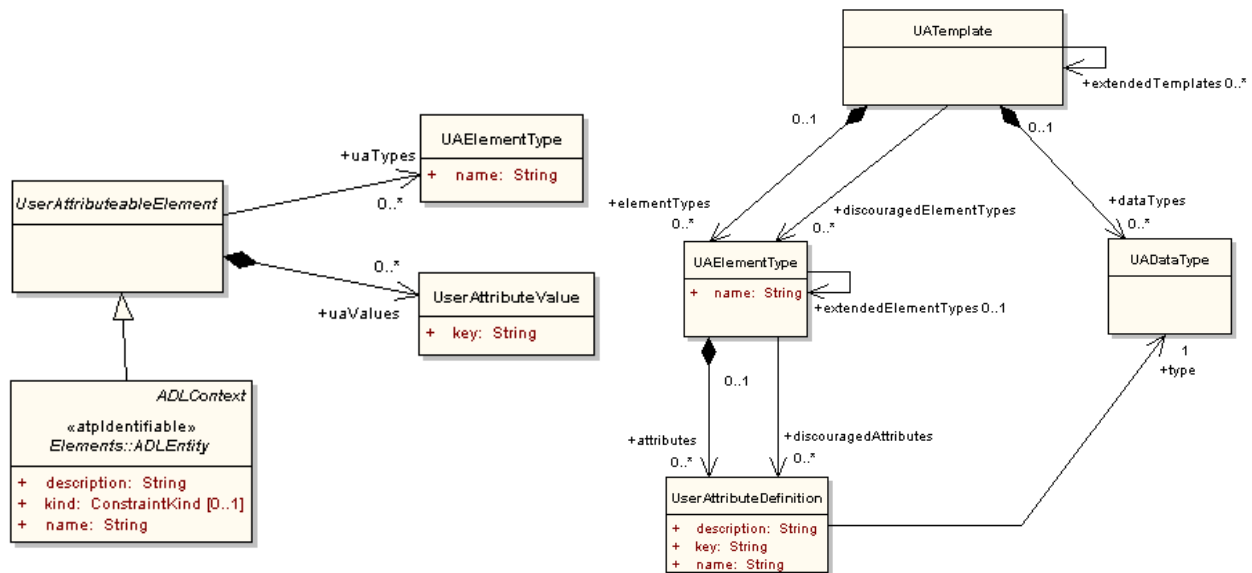 UserAttributeableElement
+uaTypes
0..*
UAElementType
+ name: String
0..*
+uaValues
UserAttributeValue
+ key: String
ADLContext
«atpIdentifiable»
Elements::ADLEntity
+ description: String
+ kind: ConstraintKind [0..1]
+ name: String
UATemplate
+extendedTemplates 0..*
0..1
0..1
+elementTypes
0..*
+discouragedElementTypes
0..*
+dataTypes
0..*
UAElementType
+ name: String
+extendedElementTypes 0..1
UADataType
0..1
1
+type
+attributes
0..*
+discouragedAttributes
0..*
UserAttributeDefinition
+ description: String
+ key: String
+ name: String